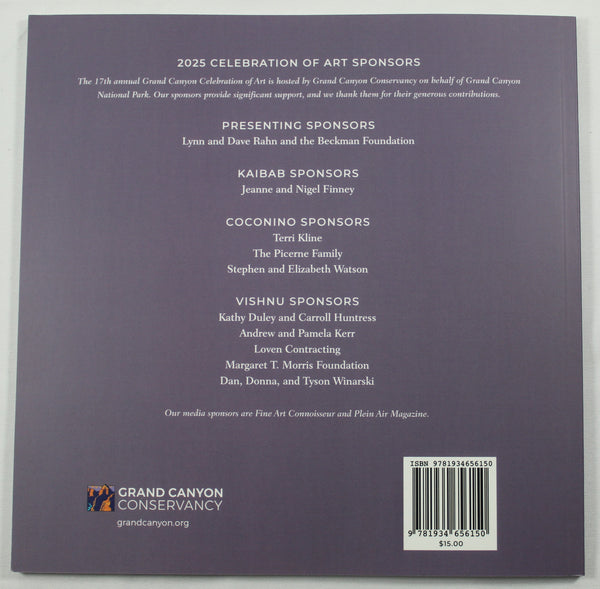 2025 CELEBRATION OF ART SPONSORS
The 17th annual Grand Canyon Celebration of Art is hosted by Grand Canyon Conservancy on behalf of Grand Canyon
National Park. Our sponsors provide significant support, and we thank them for their generous contributions.
PRESENTING SPONSORS
Lynn and Dave Rahn and the Beckman Foundation
KAIBAB SPONSORS
Jeanne and Nigel Finney
COCONINO SPONSORS
Terri Kline
The Picerne Family
Stephen and Elizabeth Watson
VISHNU SPONSORS
Kathy Duley and Carroll Huntress
Andrew and Pamela Kerr
Loven Contracting
Margaret T. Morris Foundation
Dan, Donna, and Tyson Winarski
Our media sponsors are Fine Art Connoisseur and Plein Air Magazine.
GRAND CANYON
CONSERVANCY
grandcanyon.org
ISBN 9781934656150
9 781934 656150
$15.00